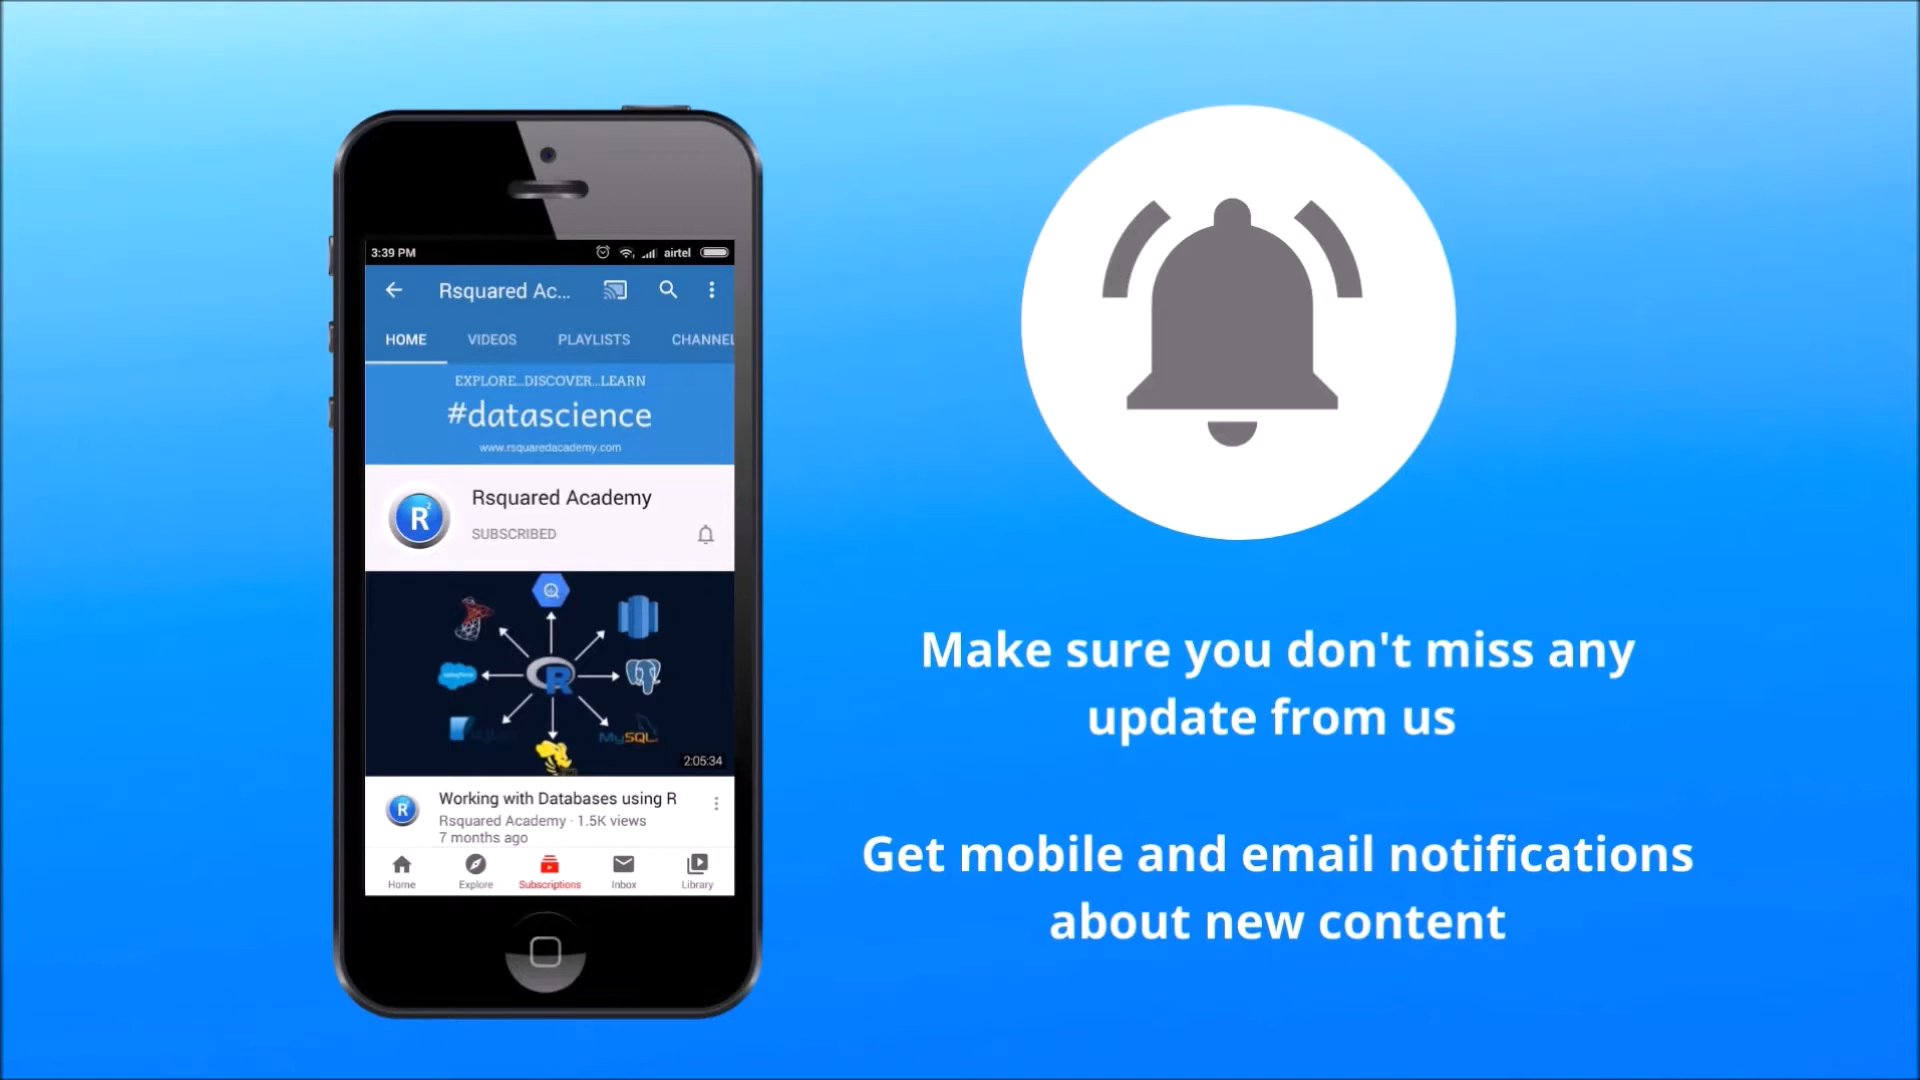 3:39 PM
airtel
Rsquared Ac...
HOME VIDEOS PLAYLISTS CHANNEL
EXPLORE...DISCOVER...LEARN
#datascience
www.rsquaredacademy.com
R2
Rsquared Academy
SUBSCRIBED
salesforce
R
MySQL
2:05:34
R
Working with Databases using R
Rsquared Academy · 1.5K views
7 months ago
Home Explore Subscriptions Inbox Library
Make sure you don't miss any
update from us
Get mobile and email notifications
about new content